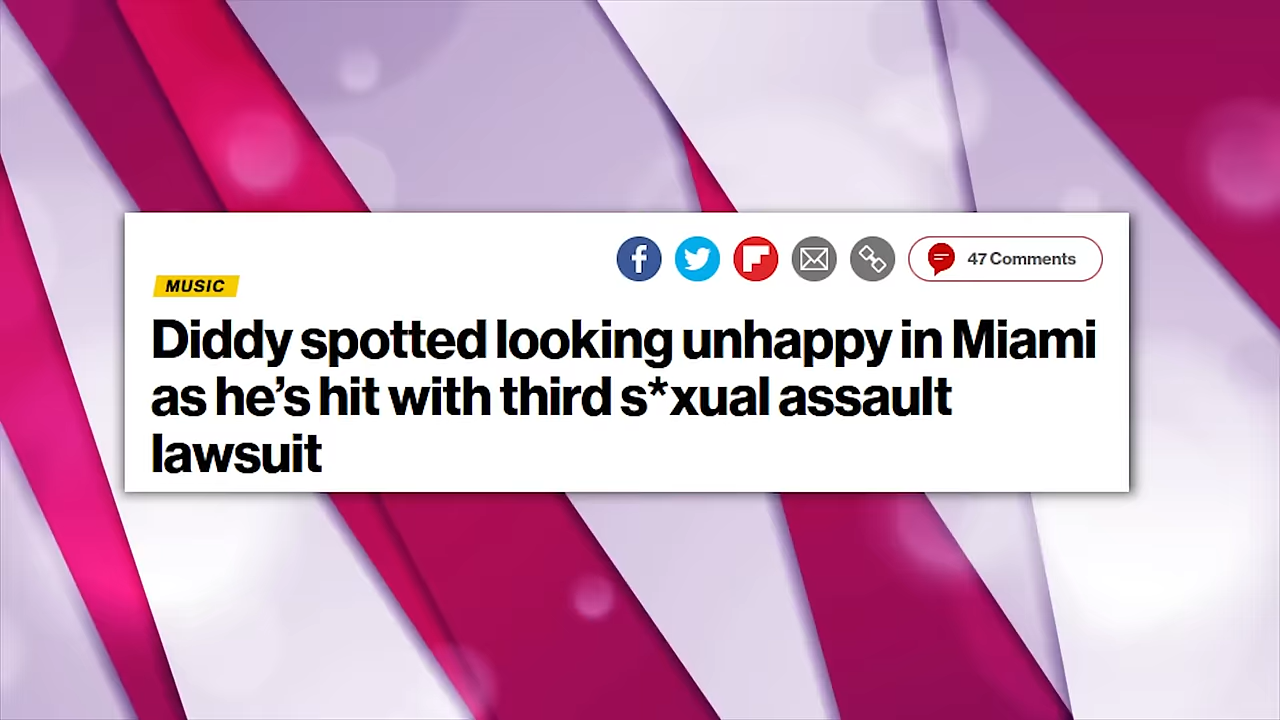 47 Comments
MUSIC
Diddy spotted looking unhappy in Miami
as he's hit with third s*xual assault
lawsuit